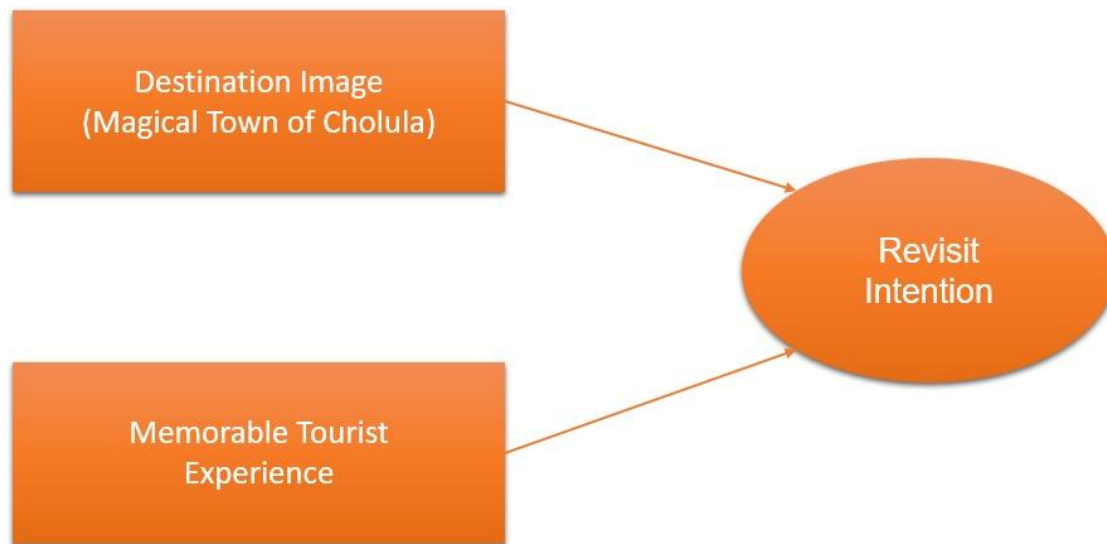 Destination Image
(Magical Town of Cholula)
Revisit
Intention
Memorable Tourist
Experience